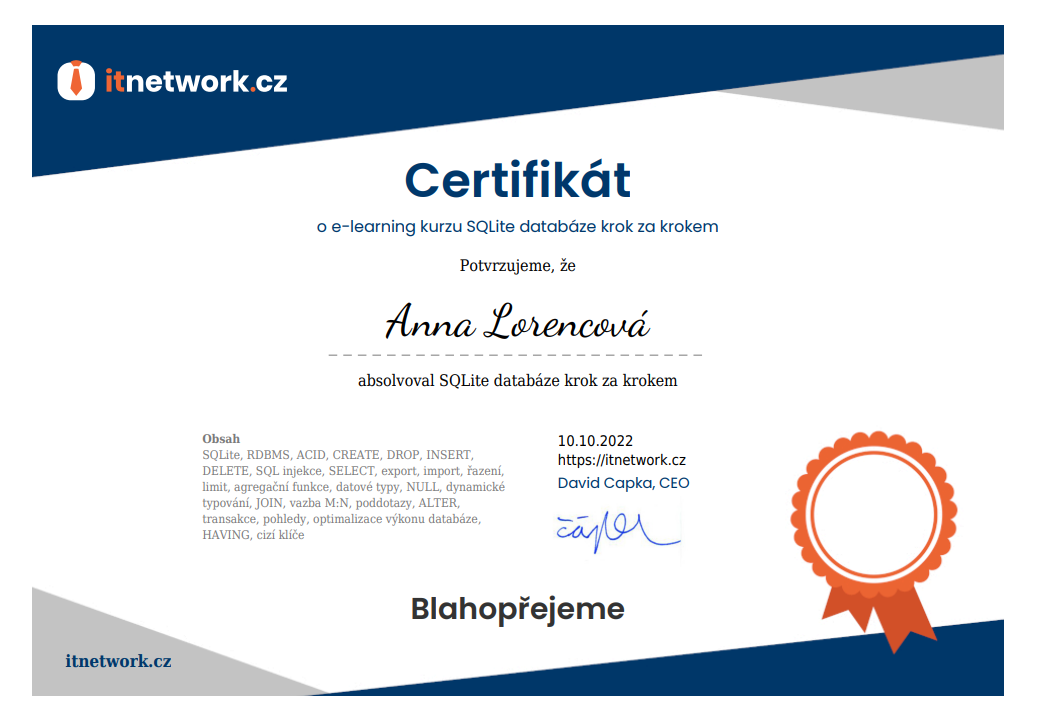 itnetwork.cz
Certifikát
o e-learning kurzu SQLite databáze krok za krokem
Potvrzujeme, že
Anna Lorencová
absolvoval SQLite databáze krok za krokem
Obsah
SQLite, RDBMS, ACID, CREATE, DROP, INSERT,
DELETE, SQL injekce, SELECT, export, import, řazení,
limit, agregační funkce, datové typy, NULL, dynamické
typování, JOIN, vazba M:N, poddotazy, ALTER,
transakce, pohledy, optimalizace výkonu databáze,
HAVING, cizí klíče
10.10.2022
https://itnetwork.cz
David Capka, CEO
Blahopřejeme
itnetwork.cz